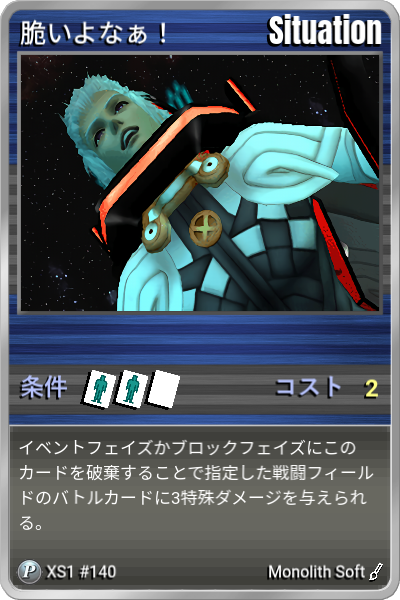 脆いよなぁ！ Situation
条件 コスト 2
イベントフェイズかブロックフェイズにこの
カードを破棄することで指定した戦闘フィール
ドのバトルカードに3特殊ダメージを与えられ
る。
P XS1 #140 Monolith Soft